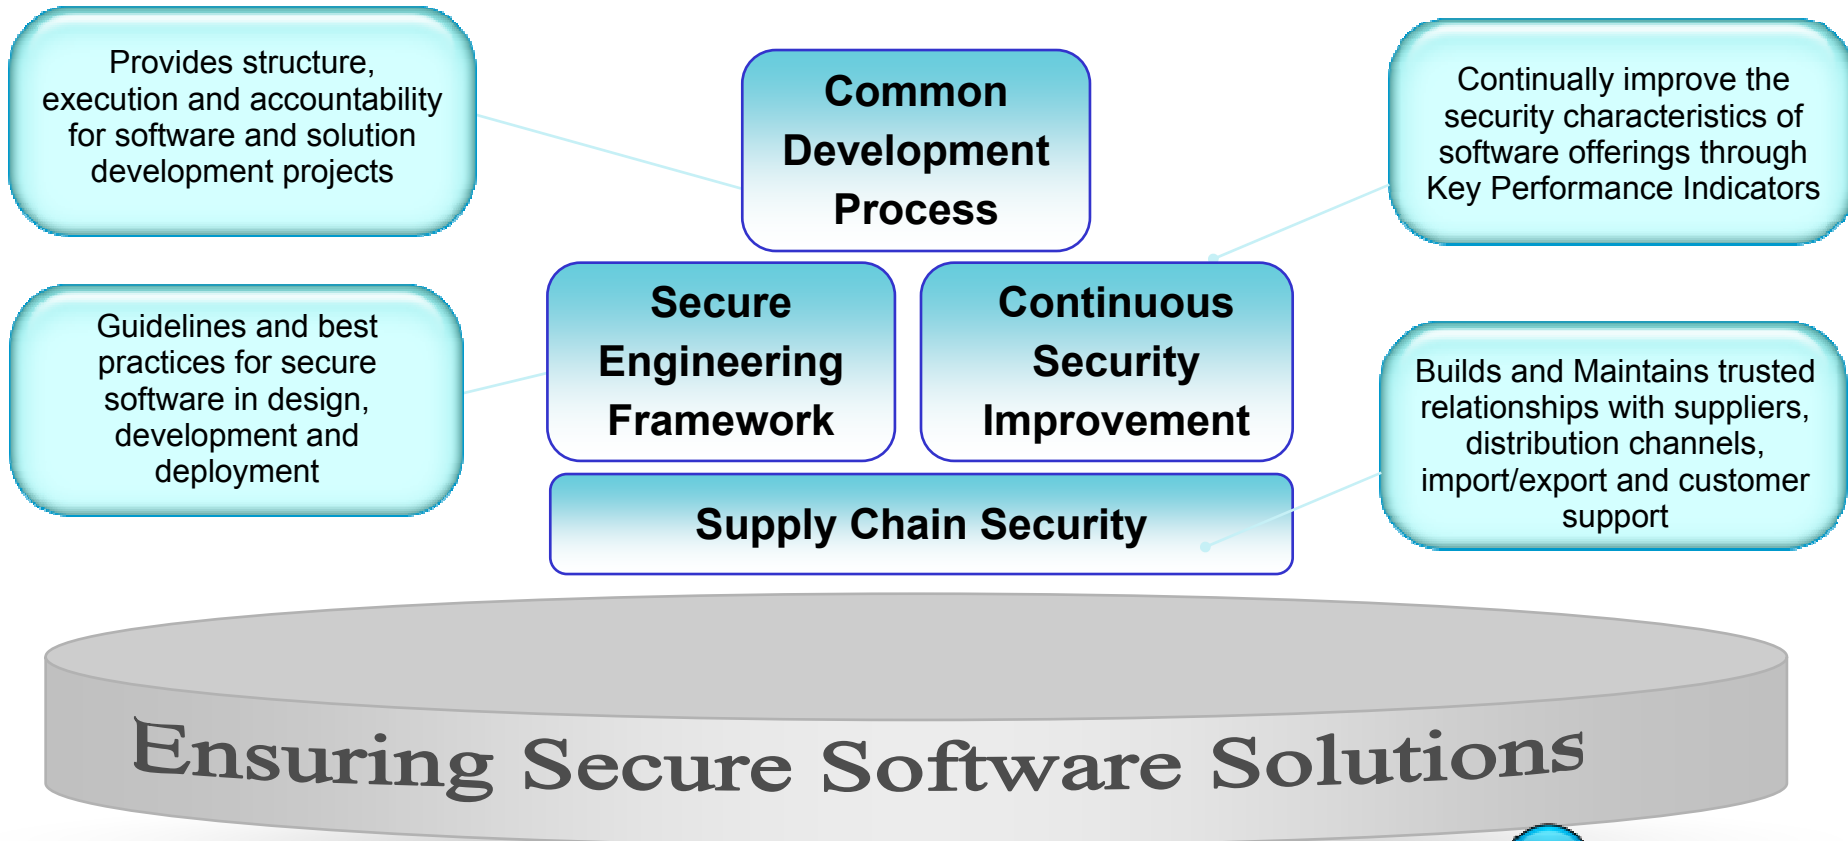 Provides structure,
execution and accountability
for software and solution
development projects
Common
Development
Process
Continually improve the
security characteristics of
software offerings through
Key Performance Indicators
Guidelines and best
practices for secure
software in design,
development and
deployment
Secure
Engineering
Framework
Continuous
Security
Improvement
Builds and Maintains trusted
relationships with suppliers,
distribution channels,
import/export and customer
support
Supply Chain Security
Ensuring Secure Software Solutions